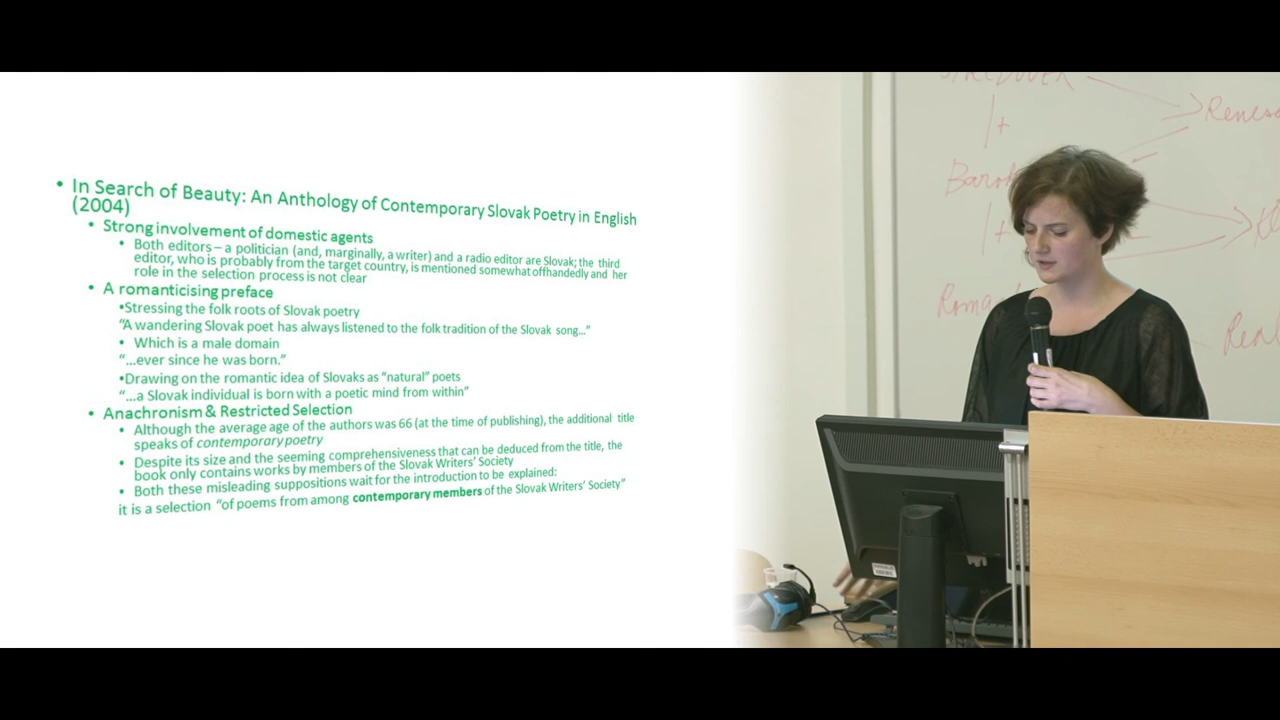 • In Search of Beauty: An Anthology of Contemporary Slovak Poetry in English
(2004)
• Strong involvement of domestic agents
• Both editors – a politician (and, marginally, a writer) and a radio editor are Slovak; the third
editor, who is probably from the target country, is mentioned somewhat offhandedly and her
role in the selection process is not clear
• A romanticising preface
•Stressing the folk roots of Slovak poetry
“A wandering Slovak poet has always listened to the folk tradition of the Slovak song…”
• Which is a male domain
“…ever since he was born.”
•Drawing on the romantic idea of Slovaks as “natural” poets
“…a Slovak individual is born with a poetic mind from within”
• Anachronism & Restricted Selection
• Although the average age of the authors was 66 (at the time of publishing), the additional title
speaks of contemporary poetry
• Despite its size and the seeming comprehensiveness that can be deduced from the title, the
book only contains works by members of the Slovak Writers’ Society
• Both these misleading suppositions wait for the introduction to be explained:
it is a selection “of poems from among contemporary members of the Slovak Writers’ Society”